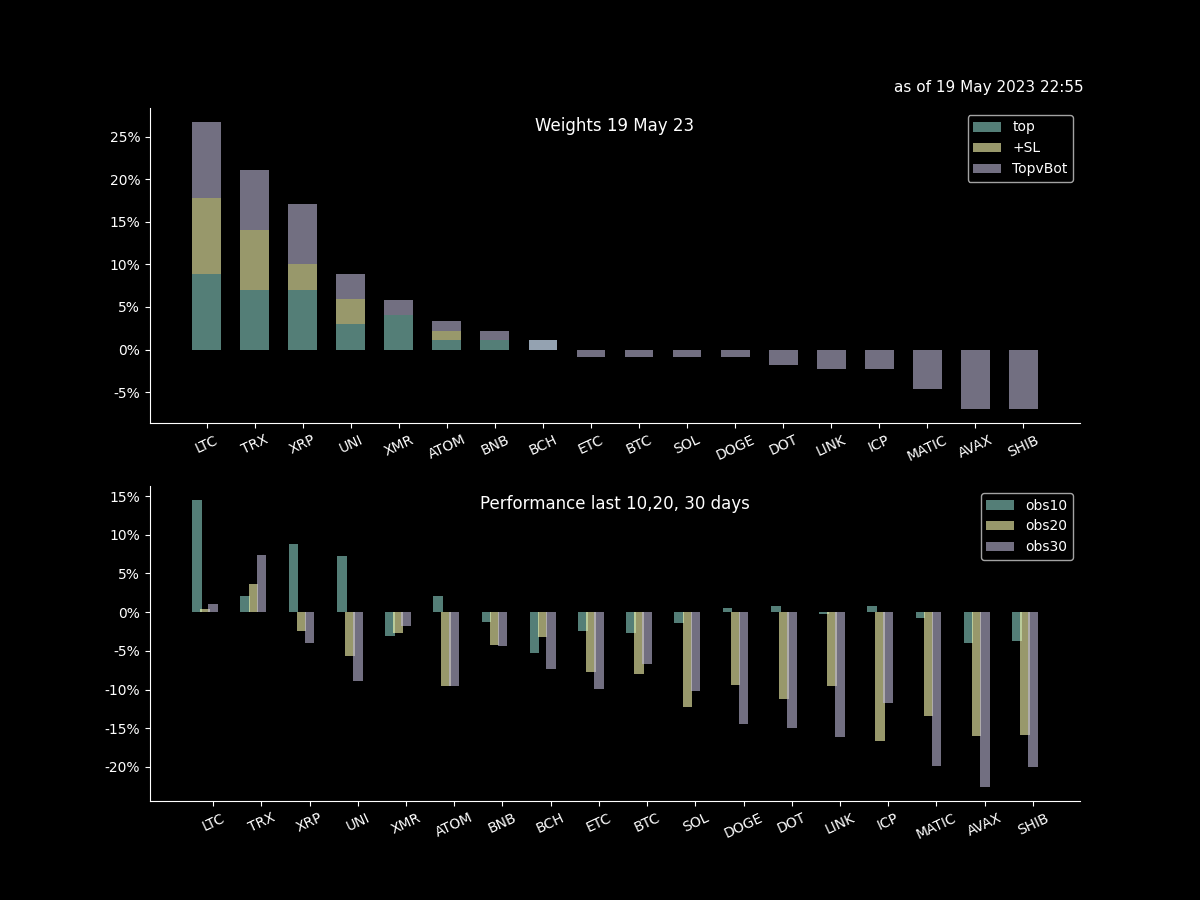 as of 19 May 2023 22:55
Weights 19 May 23
top
+SL
TopvBot
25%
20%
15%
10%
5%
0%
-5%
LTC TRX XRP UNI XMR ATOM BNB BCH ETC BTC SOL DOGE DOT LINK ICP MATIC AVAX SHIB
Performance last 10,20, 30 days
obs10
obs20
obs30
15%
10%
5%
0%
-5%
-10%
-15%
-20%
LTC TRX XRP UNI XMR ATOM BNB BCH ETC BTC SOL DOGE DOT LINK ICP MATIC AVAX SHIB